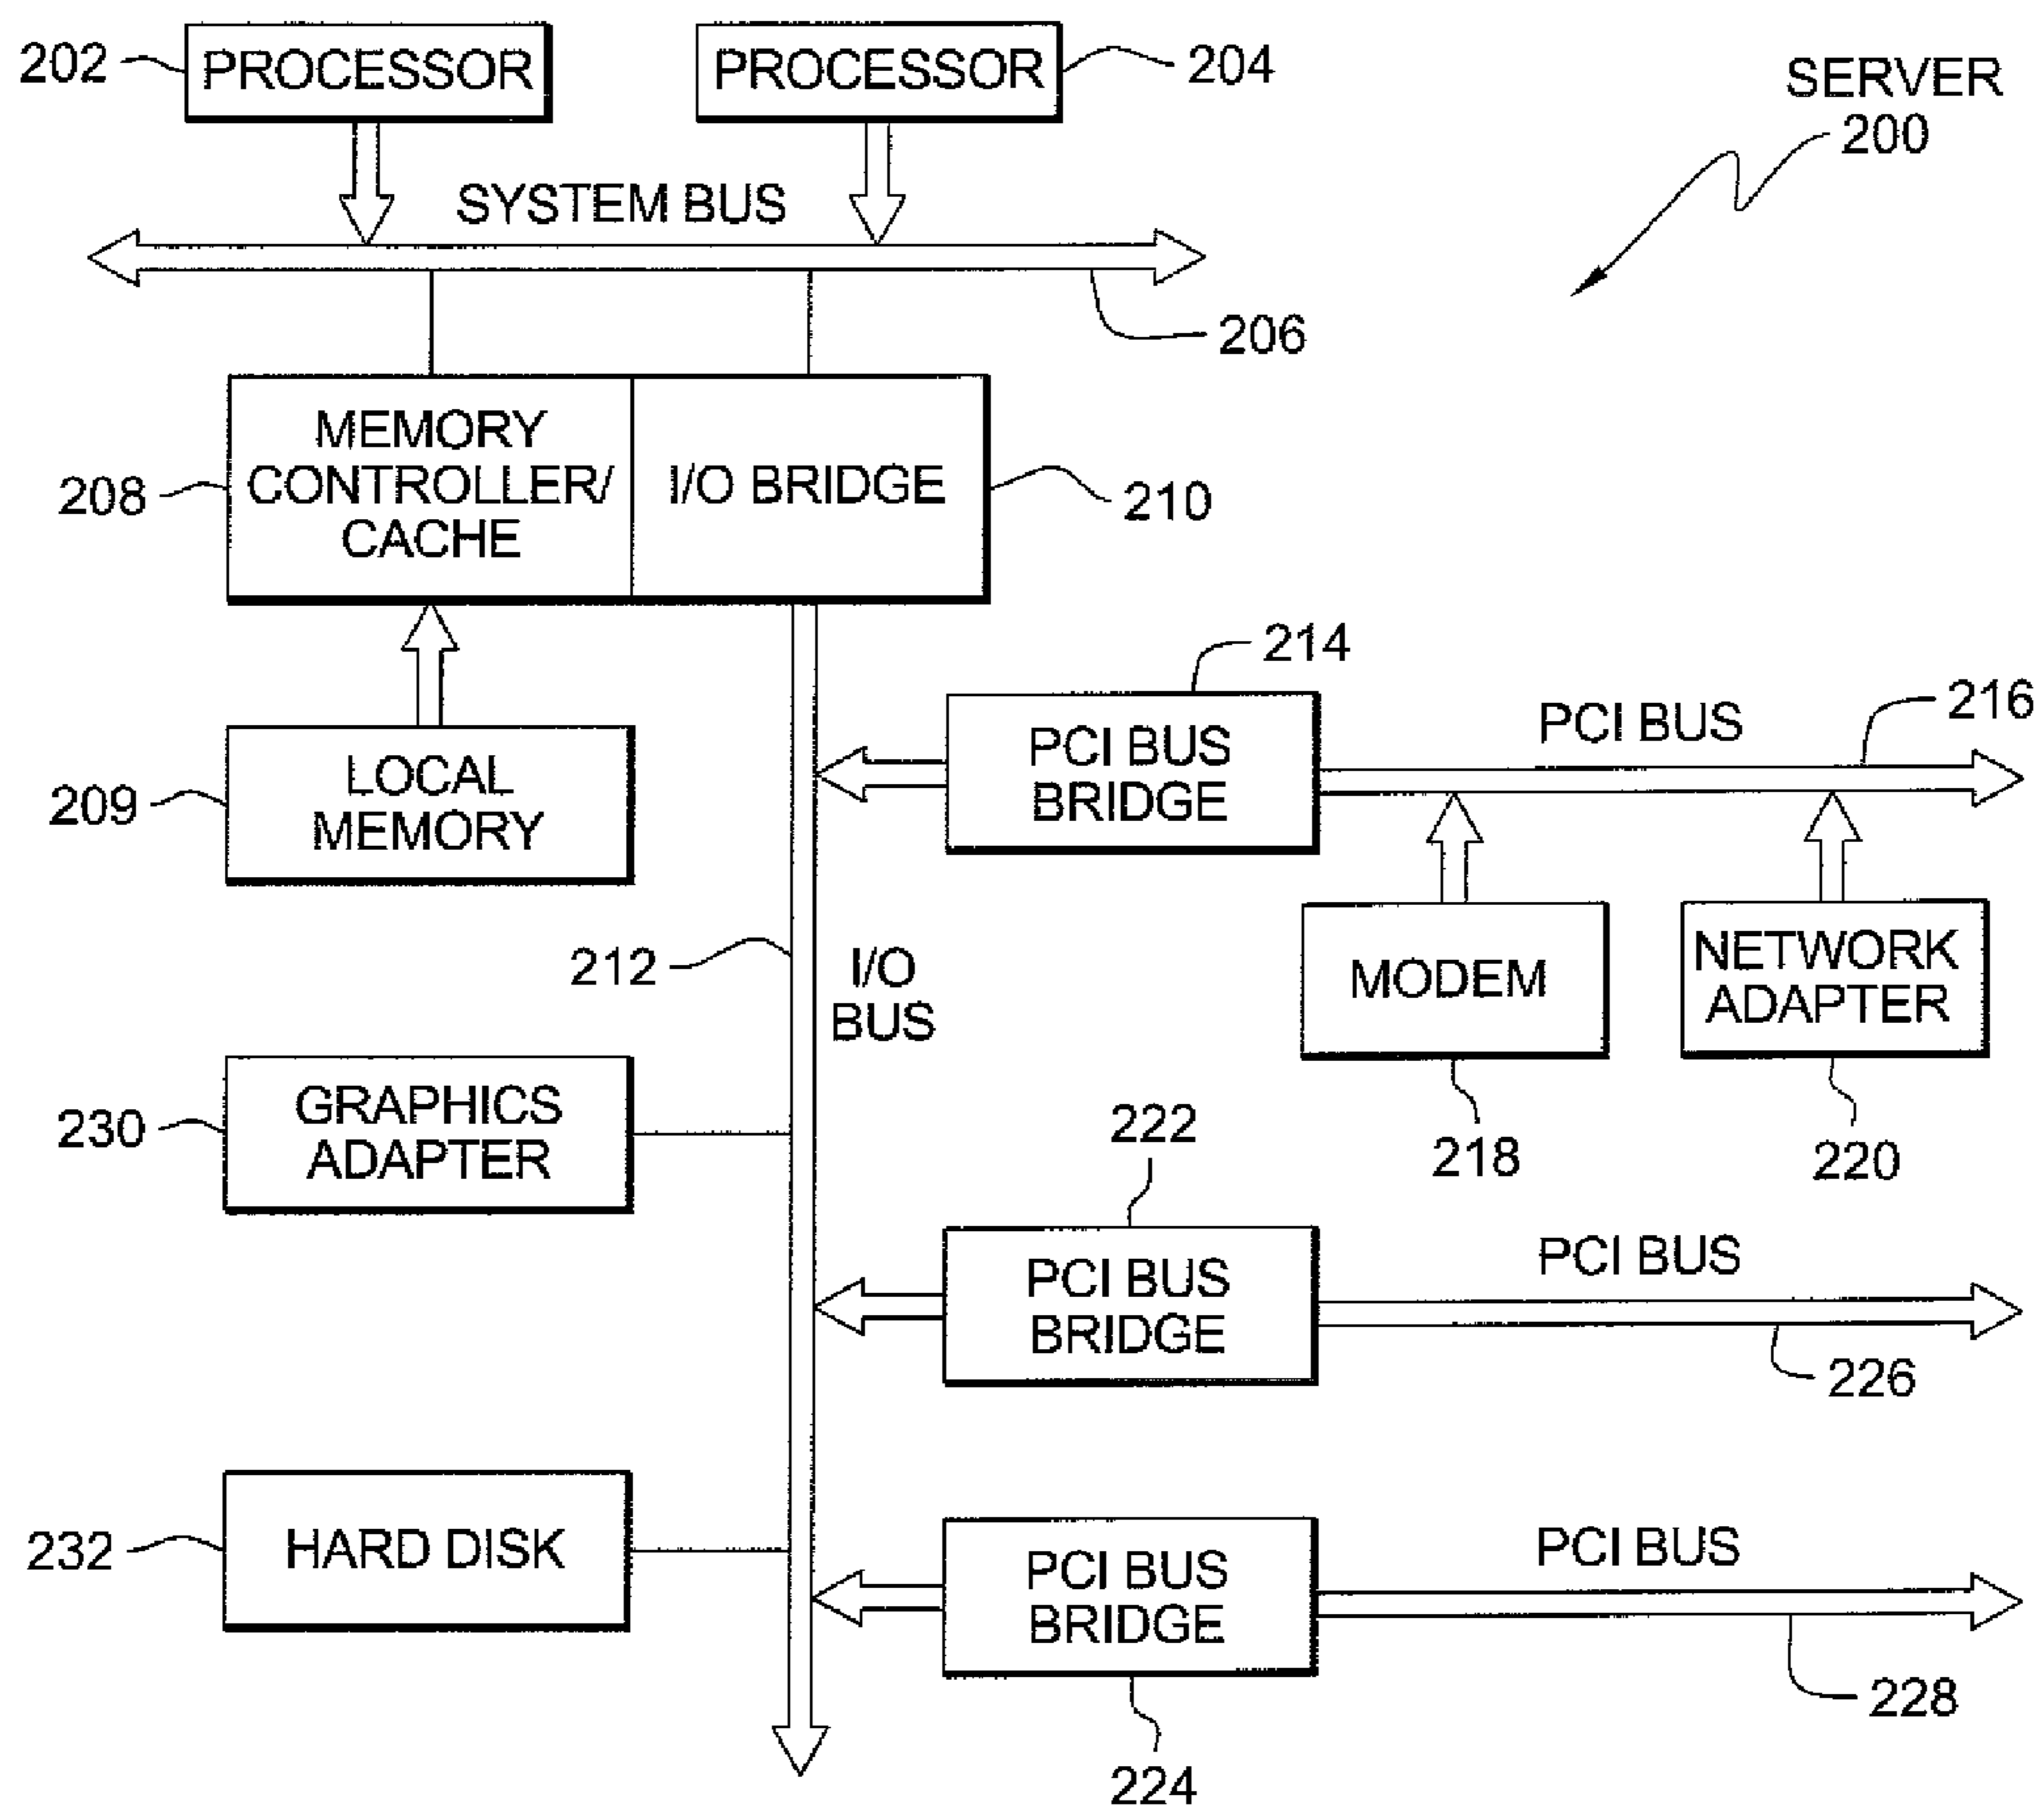 202
PROCESSOR
PROCESSOR
204
SERVER
200
SYSTEM BUS
206
208
MEMORY
CONTROLLER/
CACHE
I/O BRIDGE
210
214
PCI BUS
BRIDGE
PCI BUS
216
209
LOCAL
MEMORY
212
I/O
BUS
MODEM
NETWORK
ADAPTER
218
220
230
GRAPHICS
ADAPTER
222
PCI BUS
BRIDGE
PCI BUS
226
232
HARD DISK
PCI BUS
BRIDGE
PCI BUS
228
224